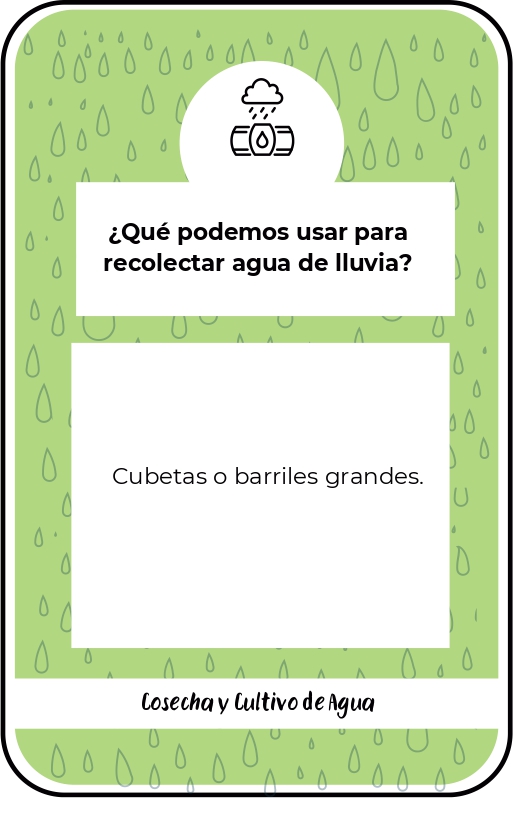 ¿Qué podemos usar para
recolectar agua de lluvia?
Cubetas o barriles grandes.
Cosecha y Cultivo de Agua